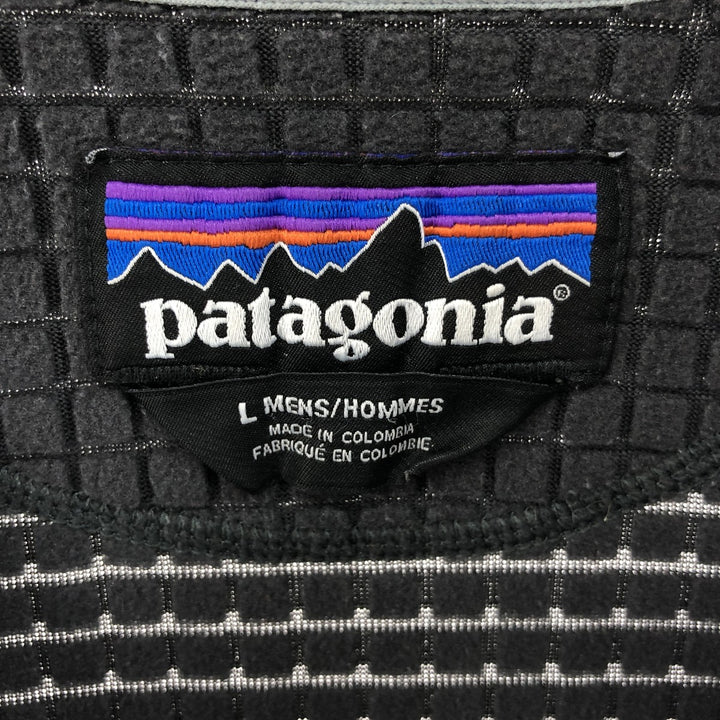 patagonia®
L MENS/HOMMES
MADE IN COLOMBIA
FABRIQUÉ EN COLOMBIE